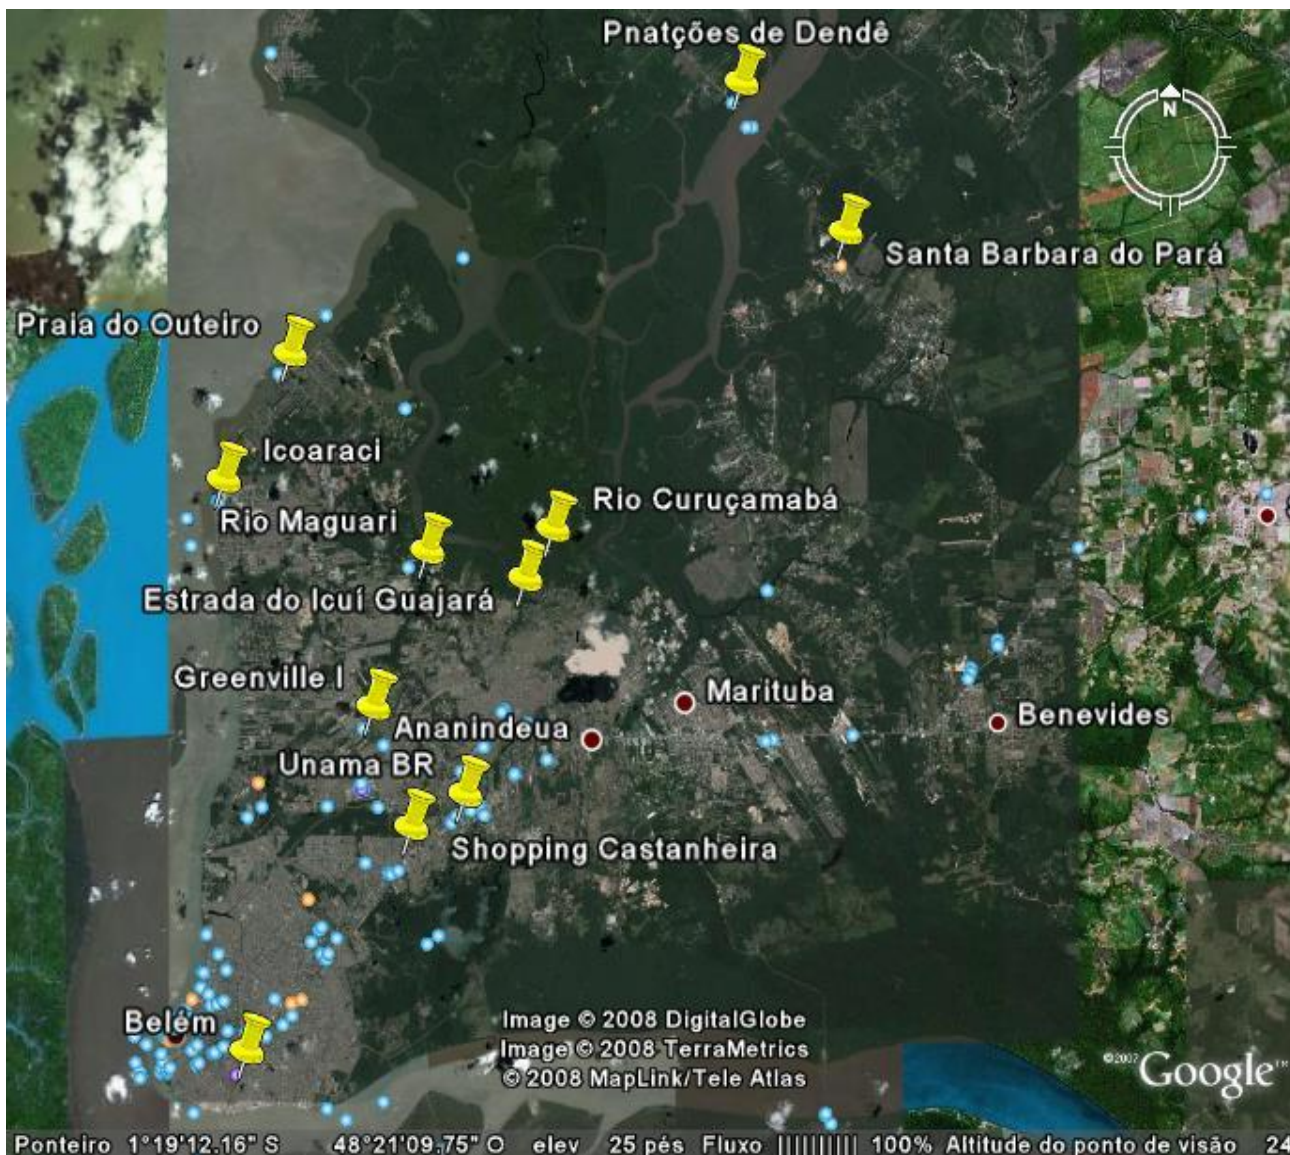 Pnatções de Dendê
N
Santa Barbara do Pará
Praia do Outeiro
Icoaraci
Rio Maguari
Rio Curuçamabá
Estrada do Icuí Guajará
Greenville I
Marituba
Ananindeua
Benevides
Unama BR
Shopping Castanheira
Belém
Image © 2008 DigitalGlobe
Image © 2008 TerraMetrics
© 2008 MapLink/Tele Atlas
©2007 Google™
Ponteiro 1°19'12.16" S 48°21'09.75" O elev 25 pés Fluxo |||||||||| 100% Altitude do ponto de visão 24